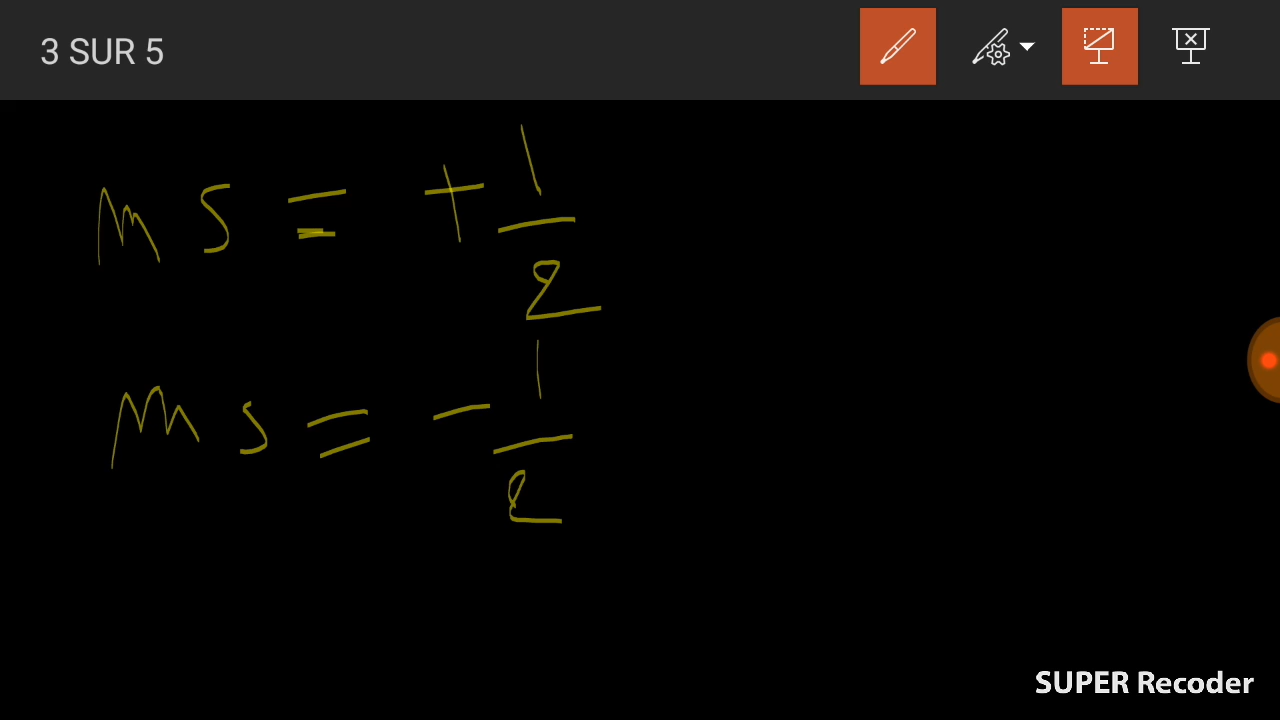 3 SUR 5
ms = + 1/2
ms = - 1/2
SUPER Recoder